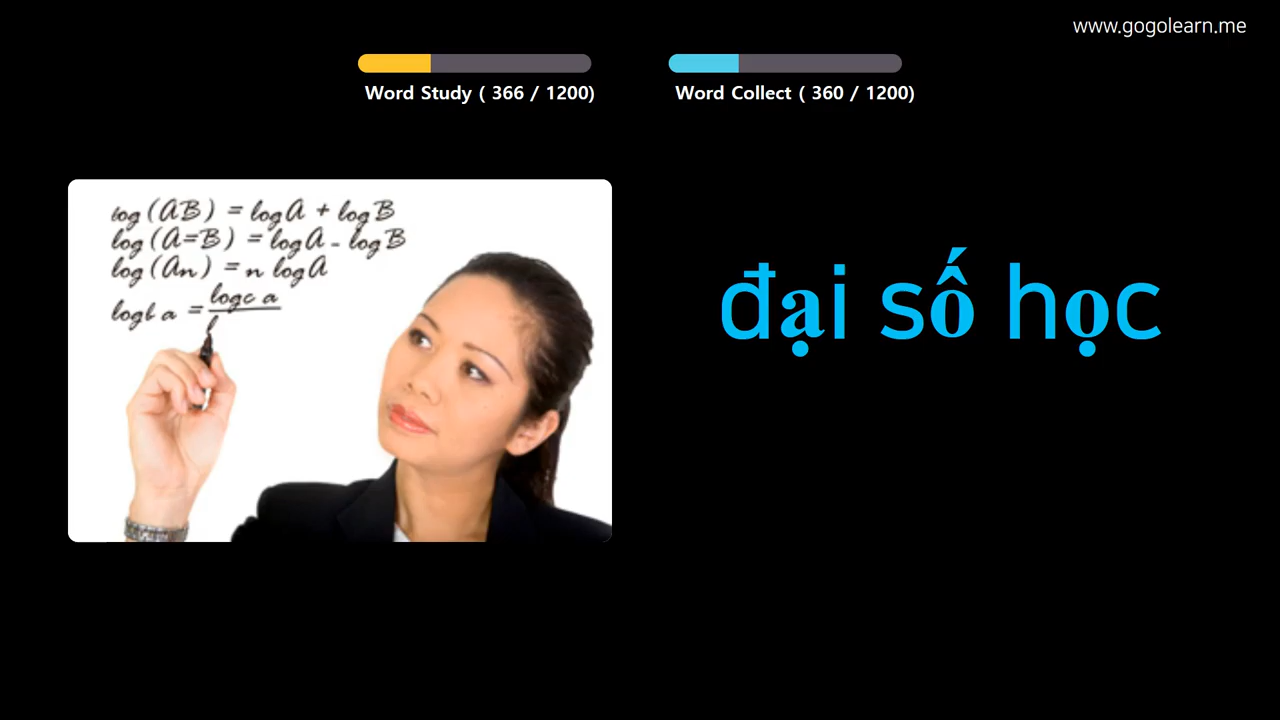 www.gogolearn.me
Word Study ( 366 / 1200)
Word Collect ( 360 / 1200)
log (AB) = log A + log B
log (A=B) = log A - log B
log (An) = n log A
logb a = logc a
đại số học